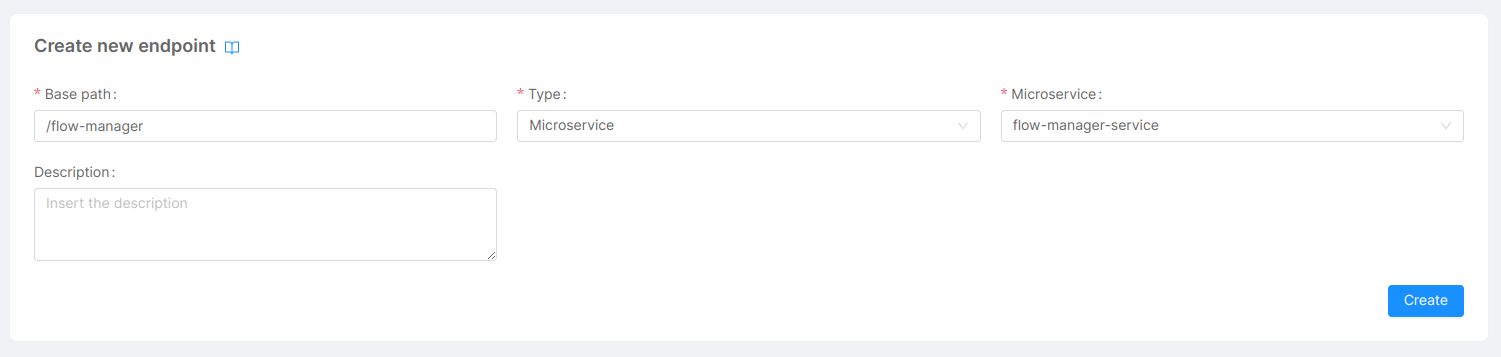 Create new endpoint
* Base path:
* Type:
* Microservice:
/flow-manager
Microservice
flow-manager-service
Description:
Insert the description
Create